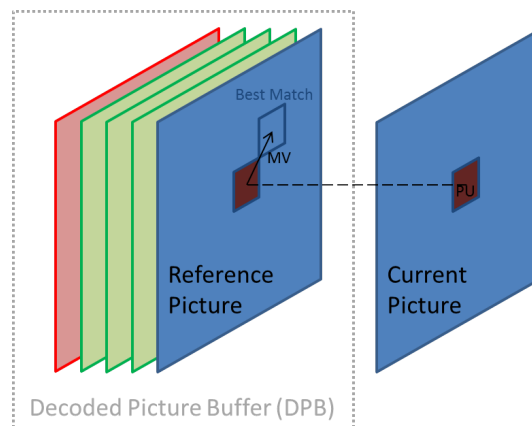 Best Match
MV
PU
Reference
Picture
Current
Picture
Decoded Picture Buffer (DPB)